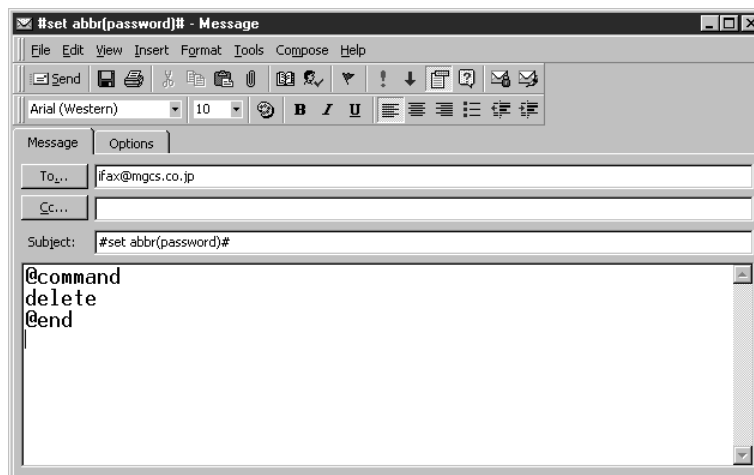 #set abbr(password)# - Message
File Edit View Insert Format Tools Compose Help
Send
Arial (Western) 10 B I U
Message Options
To... ifax@mgcs.co.jp
Cc...
Subject: #set abbr(password)#
@command
delete
@end